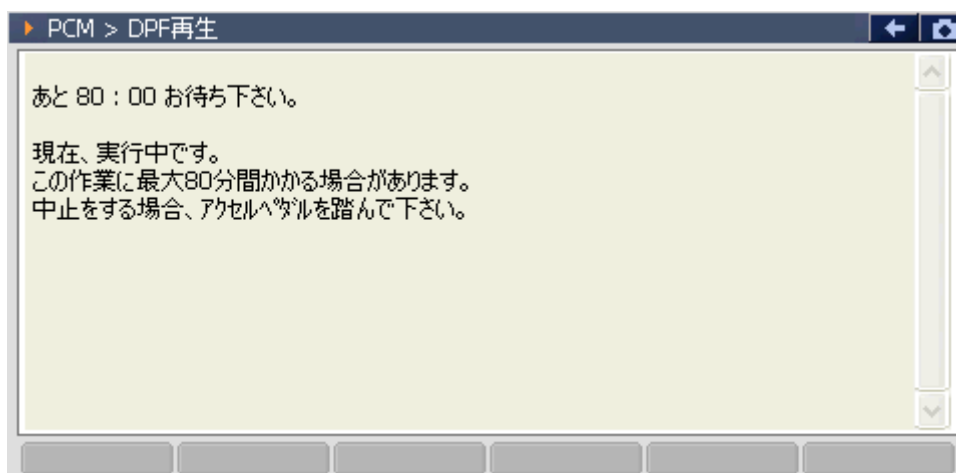 PCM > DPF再生
あと 80 : 00 お待ち下さい。
現在、実行中です。
この作業に最大80分間かかる場合があります。
中止をする場合、アクセルペダルを踏んで下さい。